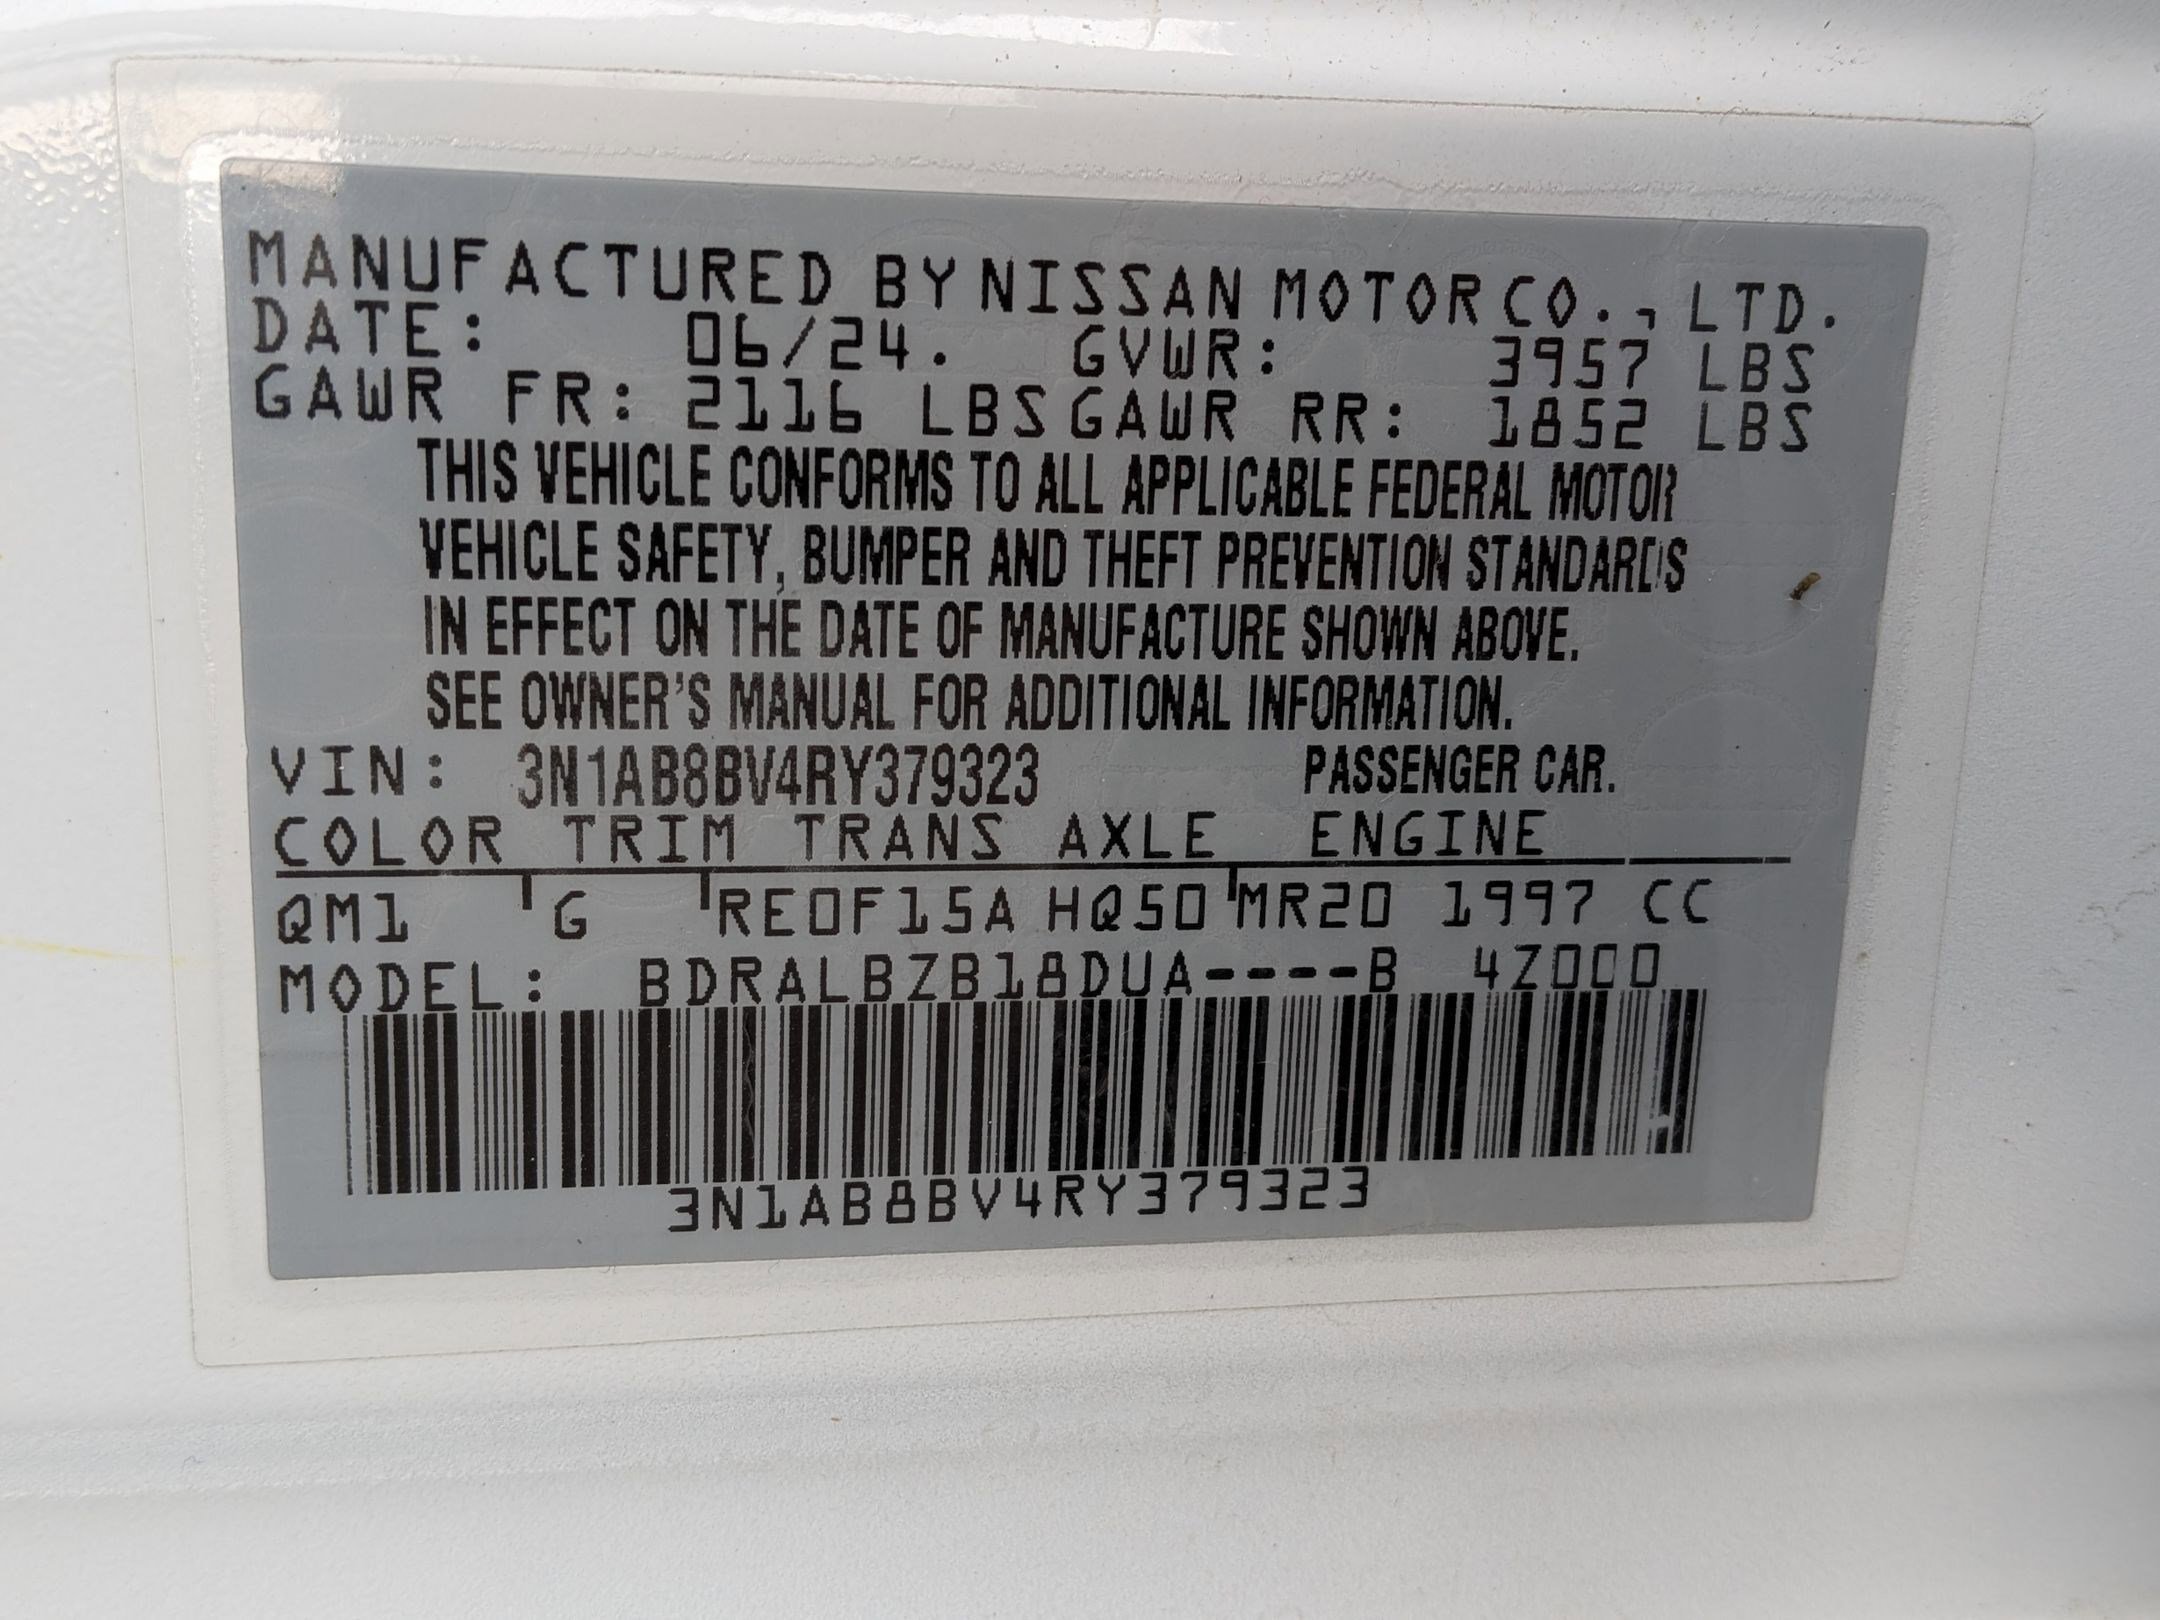 MANUFACTURED BY NISSAN MOTOR CO., LTD.
DATE: 06/24. GVWR: 3957 LBS
GAWR FR: 2116 LBS GAWR RR: 1852 LBS
THIS VEHICLE CONFORMS TO ALL APPLICABLE FEDERAL MOTOR
VEHICLE SAFETY, BUMPER AND THEFT PREVENTION STANDARDS
IN EFFECT ON THE DATE OF MANUFACTURE SHOWN ABOVE.
SEE OWNER'S MANUAL FOR ADDITIONAL INFORMATION.
VIN: 3N1AB8BV4RY379323 PASSENGER CAR.
COLOR TRIM TRANS AXLE ENGINE
QM1 G RE0F15A HQ50 MR20 1997 CC
MODEL: BDRALBZB18DUA----B 4Z000
3N1AB8BV4RY379323